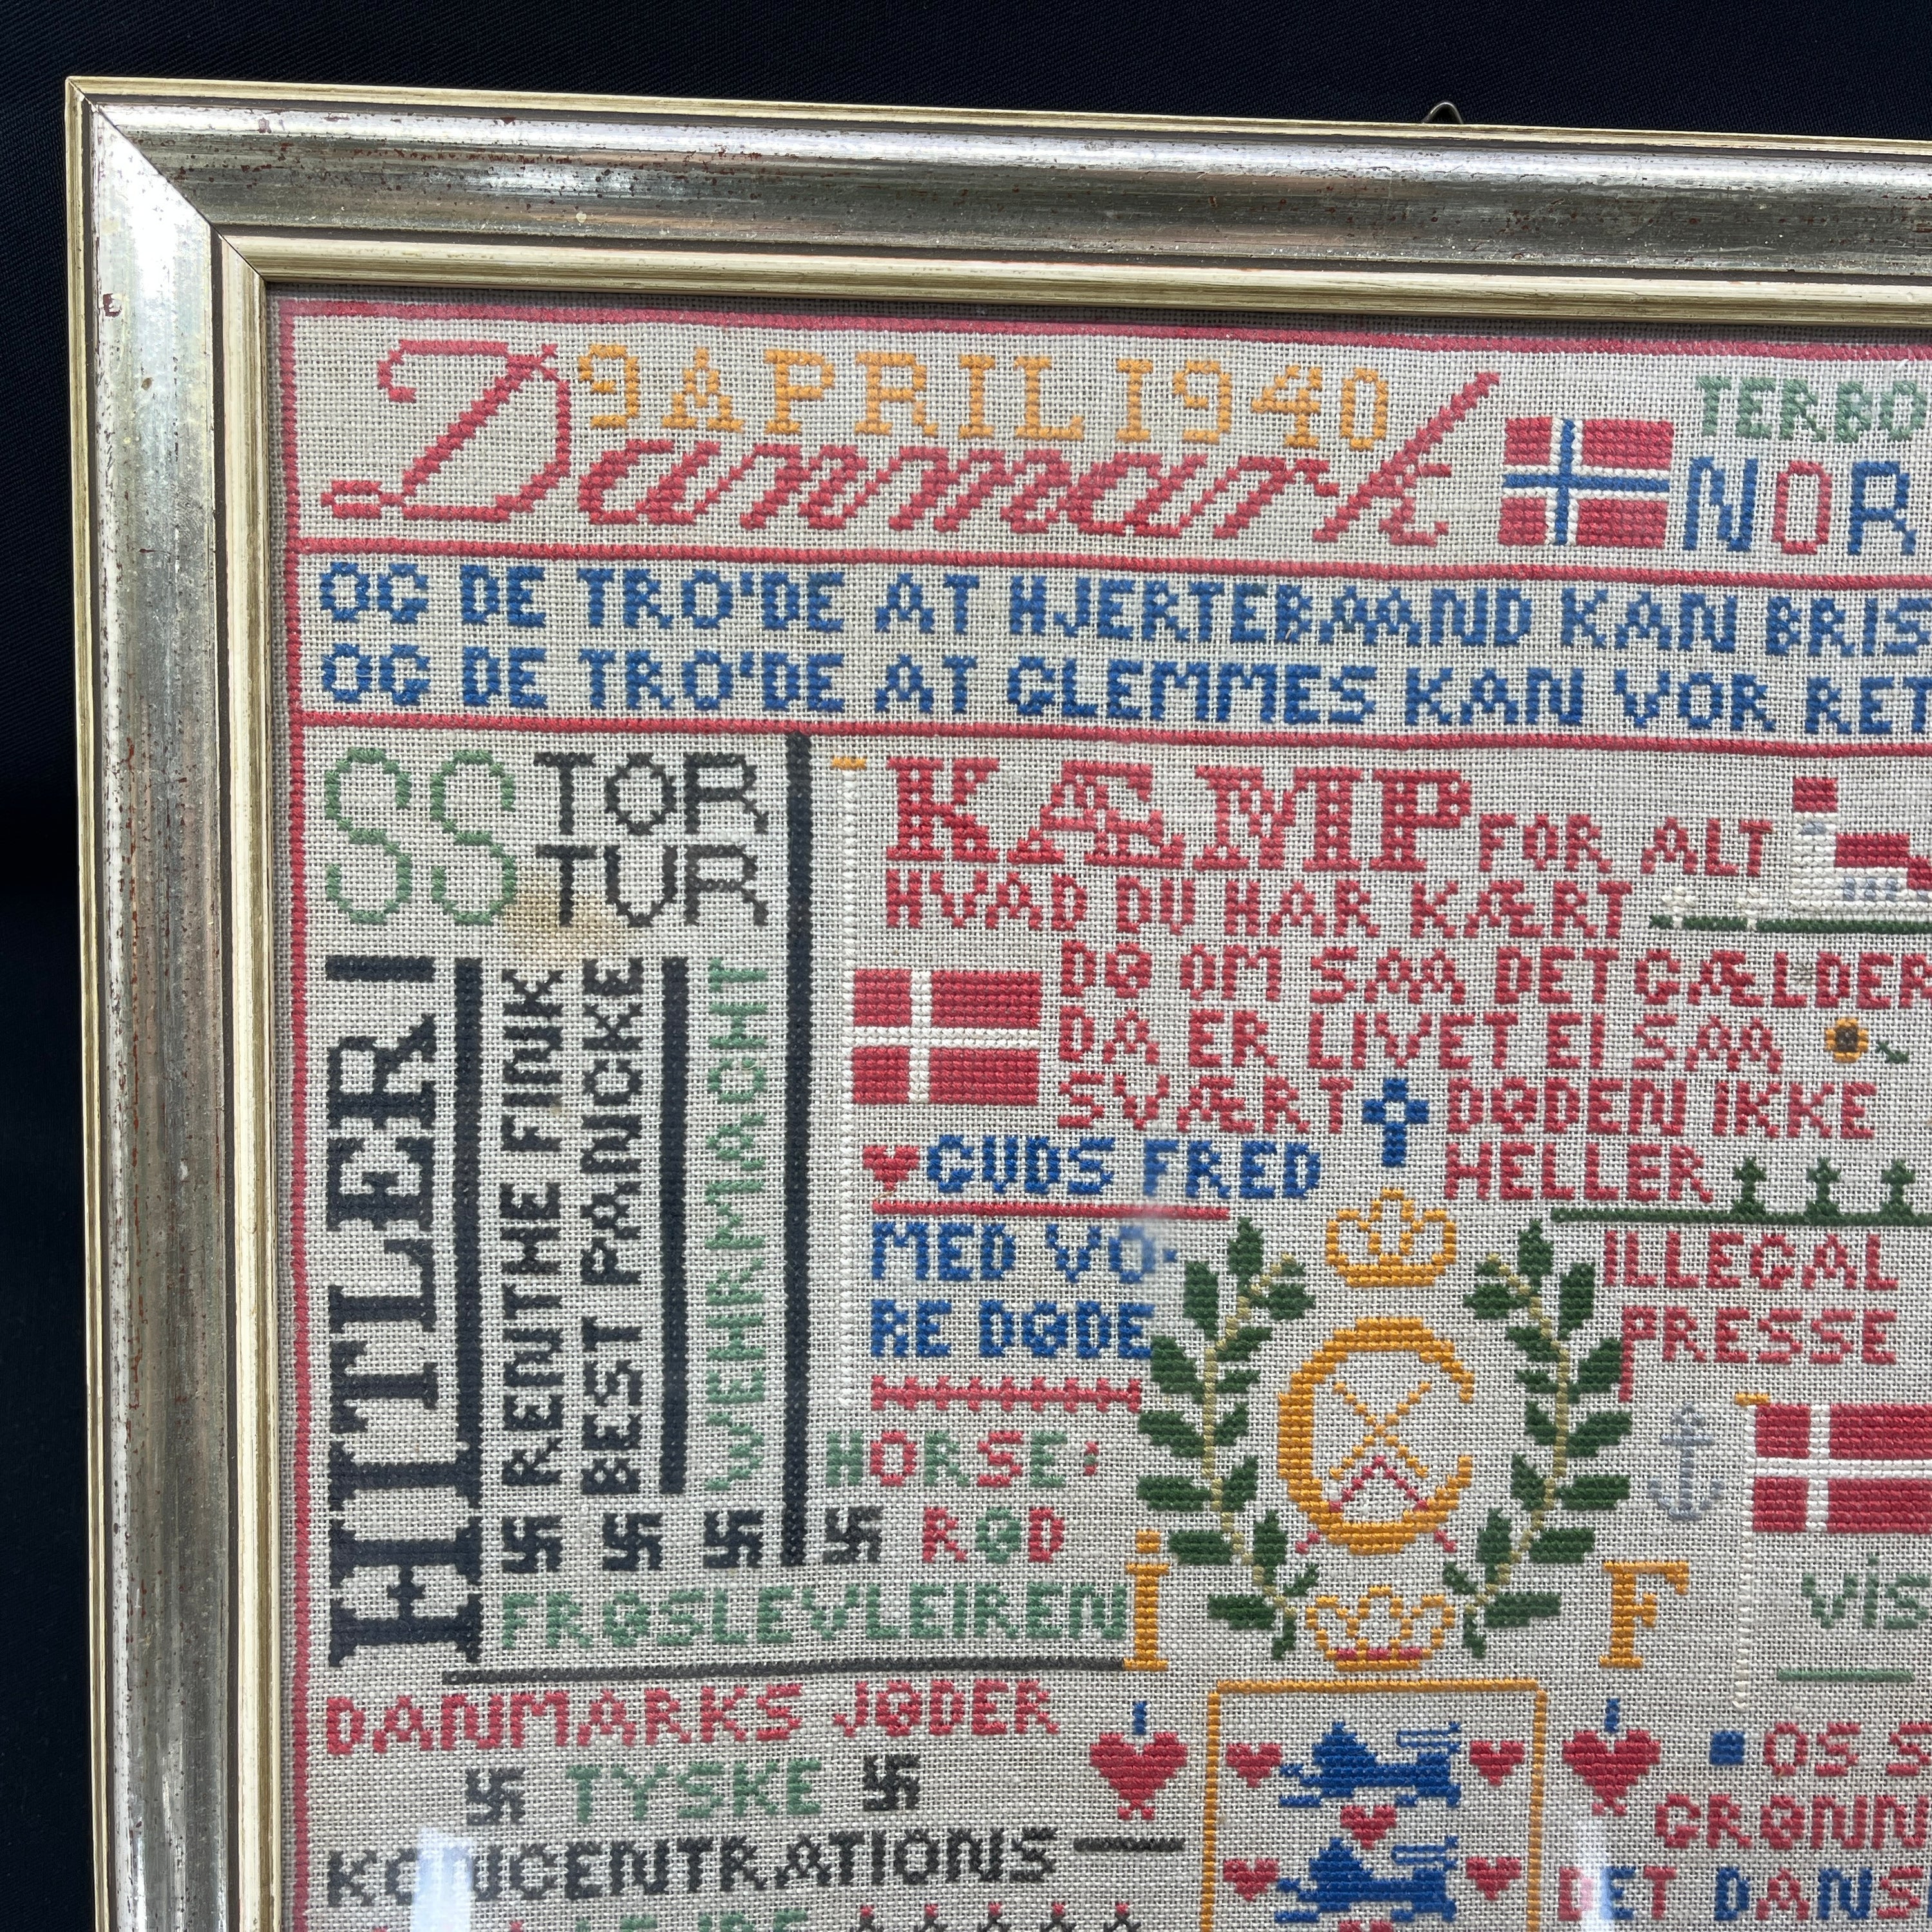 9 APRIL 1940
Danmark
TERBO
NOR
OG DE TRO'DE AT HJERTEBAAND KAN BRIS
OG DE TRO'DE AT GLEMMES KAN VOR RET
SS TOR
TUR
HITLER
RENTHE FINK
BEST PANCKE
WEHRMACHT
KÆMP FOR ALT
HVAD DU HAR KÆRT
DØ OM SAA DET GÆLDER
DA ER LIVET EI SAA
SVÆRT DØDEN IKKE
HELLER
GUDS FRED
MED VO-
RE DØDE
ILLEGAL
PRESSE
HORSE:
RØD
FRØSLEVLEIREN
C X
I F
vis
DANMARKS JØDER
TYSKE
KONCENTRATIONS
OS S
GRØNN
DET DANS